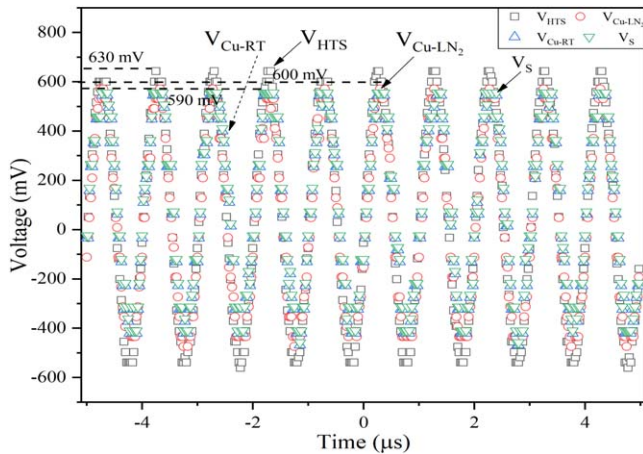 800
600
400
200
0
-200
-400
-600
Voltage (mV)
-4
-2
0
2
4
Time (μs)
V_HTS V_Cu-LN₂
V_Cu-RT V_S
V_Cu-RT
V_HTS
V_Cu-LN₂
V_S
630 mV
600 mV
590 mV